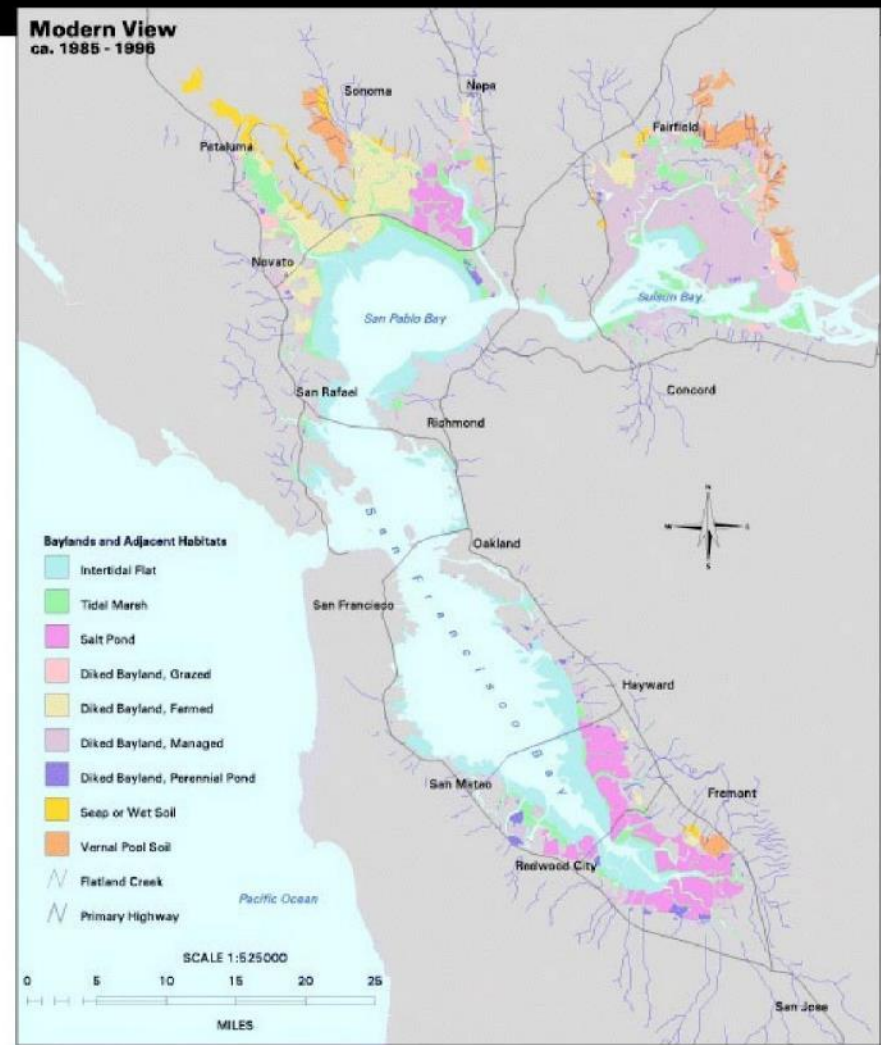 Modern View
ca. 1985 - 1996
Sonoma
Napa
Petaluma
Fairfield
Novato
San Pablo Bay
Suisun Bay
San Rafael
Concord
Richmond
N
W
E
S
Baylands and Adjacent Habitats
Intertidal Flat
Tidal Marsh
Salt Pond
Diked Bayland, Grazed
Diked Bayland, Farmed
Diked Bayland, Managed
Diked Bayland, Perennial Pond
Seep or Wet Soil
Vernal Pool Soil
Flatland Creek
Primary Highway
Oakland
San Francisco
San Francisco Bay
Hayward
San Mateo
Fremont
Redwood City
Pacific Ocean
SCALE 1:525000
0 5 10 15 20 25
MILES
San Jose